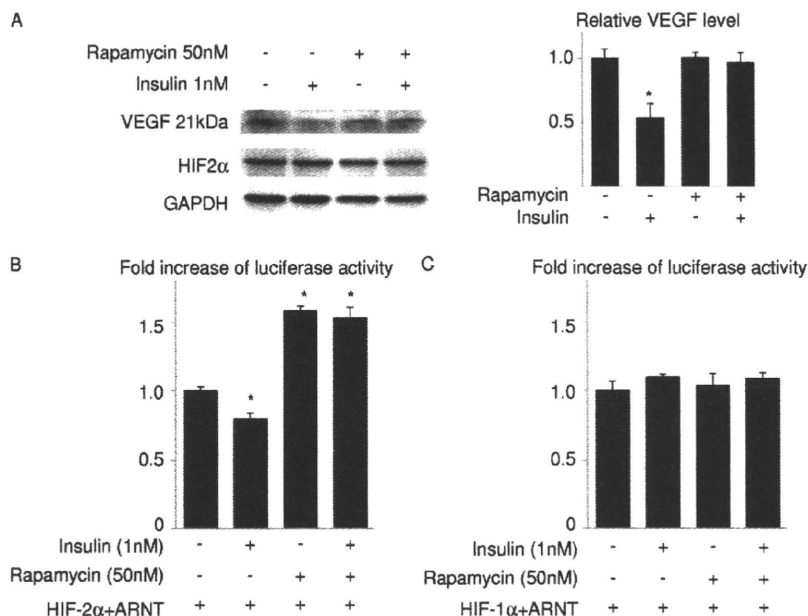 A
Rapamycin 50nM - - + +
Insulin 1nM - + - +
VEGF 21kDa
HIF2α
GAPDH
Relative VEGF level
1.0
0.5
*
Rapamycin - - + +
Insulin - + - +
B
Fold increase of luciferase activity
1.5
1.0
0.5
0
* * *
Insulin (1nM) - + - +
Rapamycin (50nM) - - + +
HIF-2α+ARNT + + + +
C
Fold increase of luciferase activity
1.5
1.0
0.5
0
Insulin (1nM) - + - +
Rapamycin (50nM) - - + +
HIF-1α+ARNT + + + +